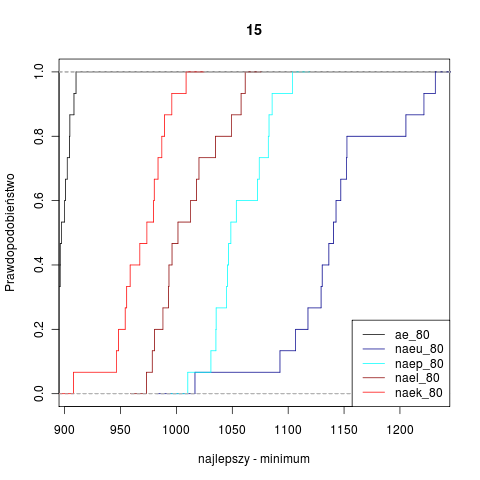 15
Prawdopodobieństwo
1.0
0.8
0.6
0.4
0.2
0.0
ae_80
naeu_80
naep_80
nael_80
naek_80
900 950 1000 1050 1100 1150 1200
najlepszy - minimum